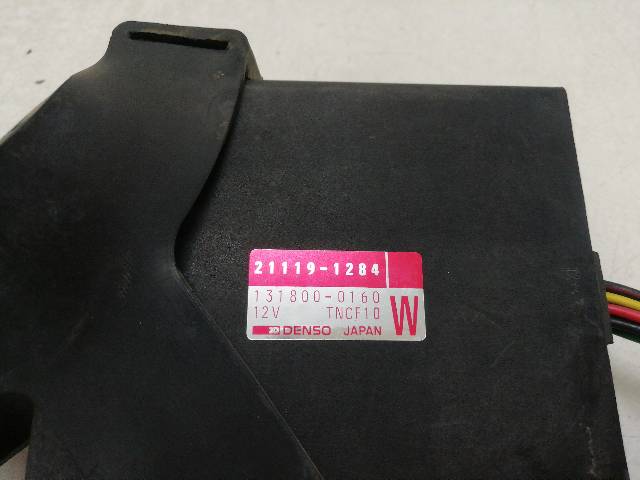 21119-1284
131800-0160
12V TNCF10 W
DENSO JAPAN